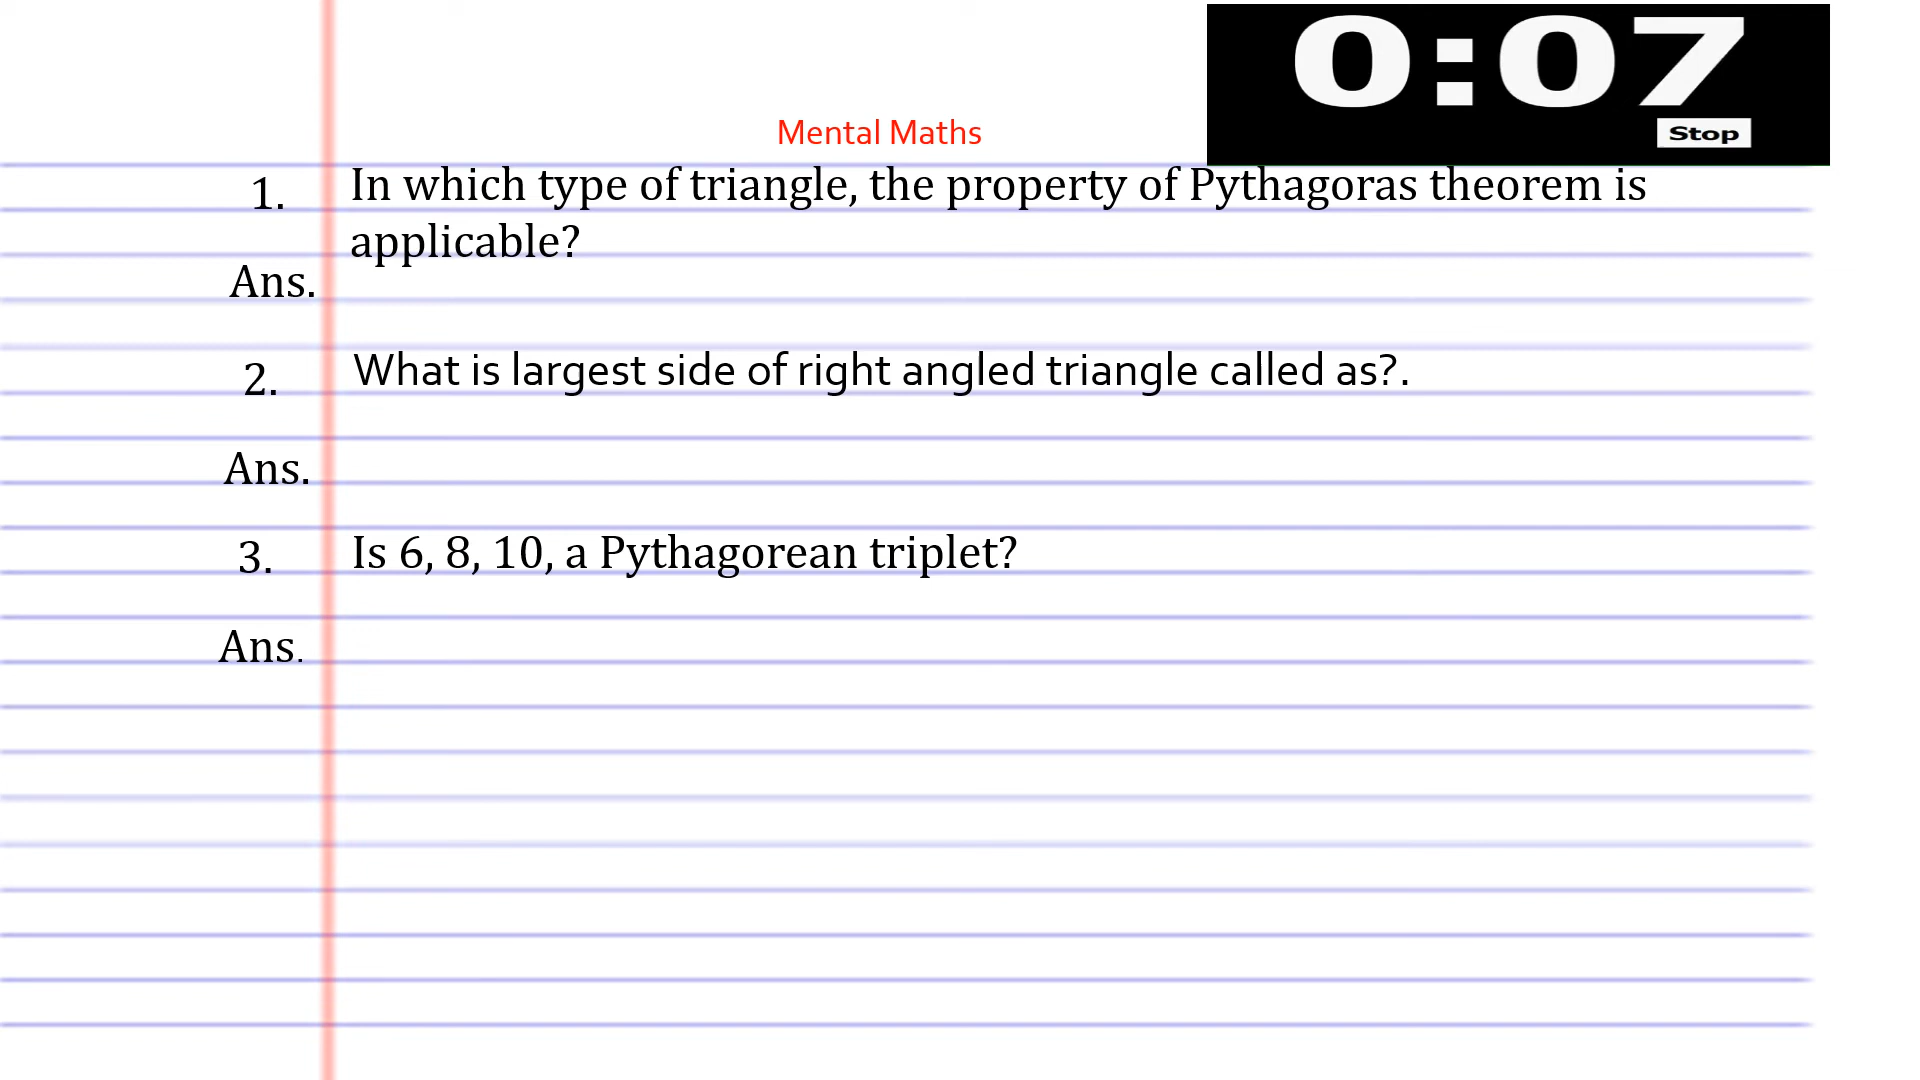 0:07
Stop
Mental Maths
1. In which type of triangle, the property of Pythagoras theorem is
applicable?
Ans.
2. What is largest side of right angled triangle called as?.
Ans.
3. Is 6, 8, 10, a Pythagorean triplet?
Ans.